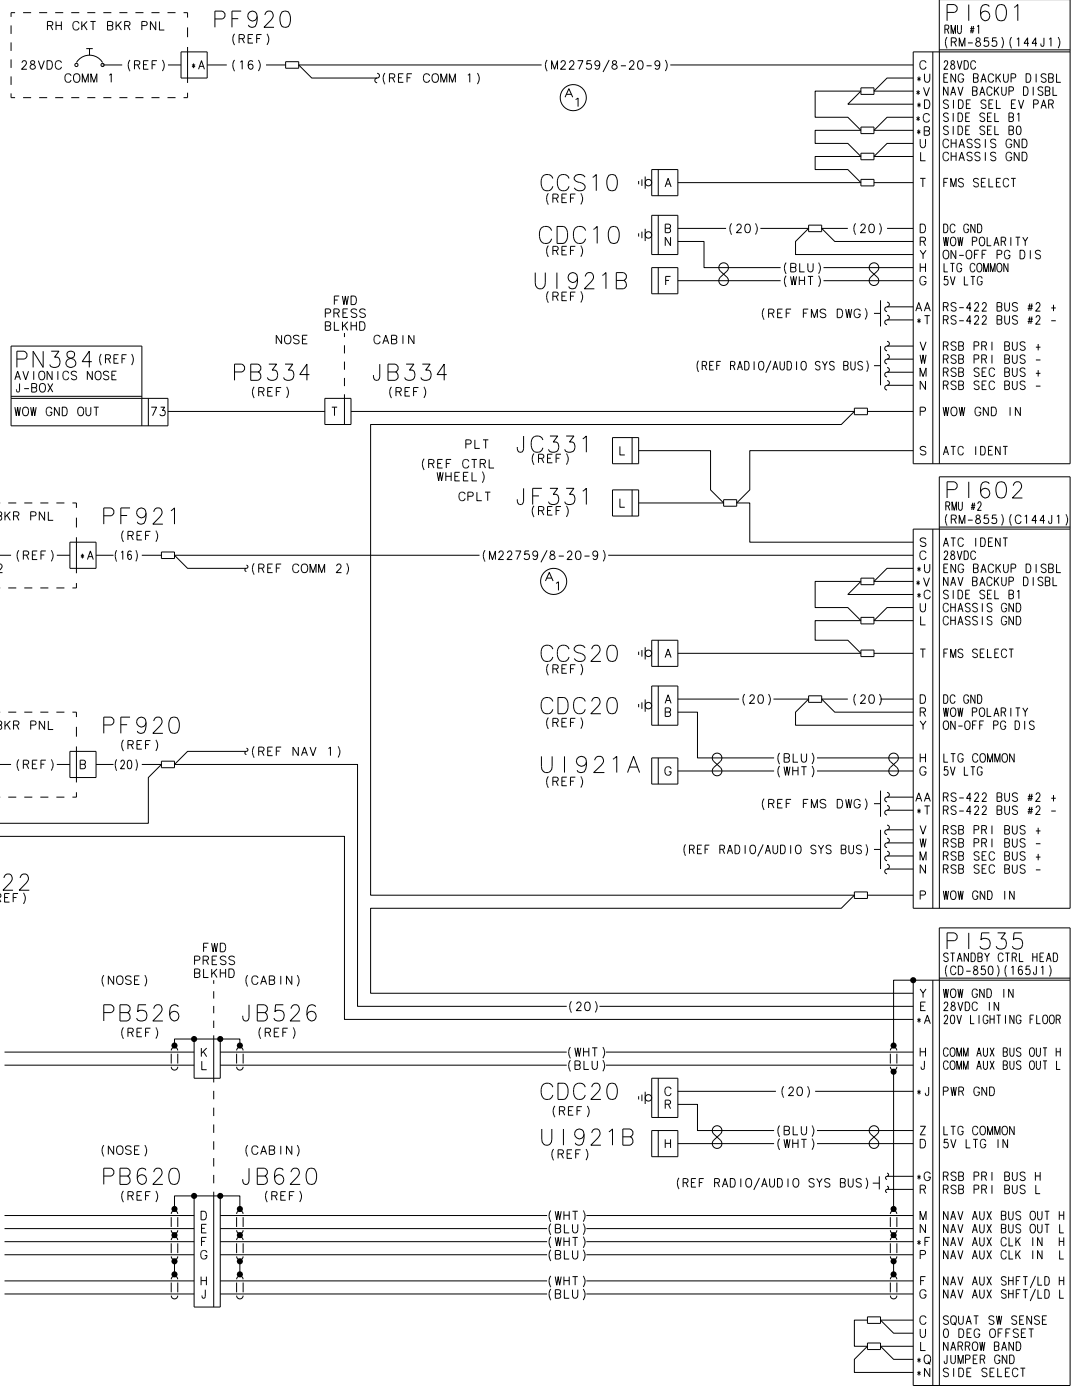 RH CKT BKR PNL
28VDC
COMM 1
(REF)
*A
PF920
(REF)
(16)
(REF COMM 1)
(M22759/8-20-9)
A1
PI601
RMU #1
(RM-855)(144J1)
C 28VDC
*U ENG BACKUP DISBL
*V NAV BACKUP DISBL
*D SIDE SEL EV PAR
*C SIDE SEL B1
*B SIDE SEL B0
U CHASSIS GND
L CHASSIS GND
CCS10
(REF)
A
T FMS SELECT
CDC10
(REF)
B
N
(20)
(20)
D DC GND
R WOW POLARITY
Y ON-OFF PG DIS
UI921B
(REF)
F
(BLU)
(WHT)
H LTG COMMON
G 5V LTG
(REF FMS DWG)
AA RS-422 BUS #2 +
*T RS-422 BUS #2 -
(REF RADIO/AUDIO SYS BUS)
V RSB PRI BUS +
W RSB PRI BUS -
M RSB SEC BUS +
N RSB SEC BUS -
FWD
PRESS
BLKHD
NOSE
CABIN
PN384 (REF)
AVIONICS NOSE
J-BOX
WOW GND OUT
73
PB334
(REF)
JB334
(REF)
T
P WOW GND IN
PLT
(REF CTRL
WHEEL)
CPLT
JC331
(REF)
L
JF331
(REF)
L
S ATC IDENT
PI602
RMU #2
(RM-855)(C144J1)
BKR PNL
(REF)
2
*A
PF921
(REF)
(16)
(REF COMM 2)
(M22759/8-20-9)
A1
S ATC IDENT
C 28VDC
*U ENG BACKUP DISBL
*V NAV BACKUP DISBL
*C SIDE SEL B1
U CHASSIS GND
L CHASSIS GND
CCS20
(REF)
A
T FMS SELECT
CDC20
(REF)
A
B
(20)
(20)
D DC GND
R WOW POLARITY
Y ON-OFF PG DIS
BKR PNL
(REF)
B
PF920
(REF)
(20)
(REF NAV 1)
UI921A
(REF)
G
(BLU)
(WHT)
H LTG COMMON
G 5V LTG
(REF FMS DWG)
AA RS-422 BUS #2 +
*T RS-422 BUS #2 -
(REF RADIO/AUDIO SYS BUS)
V RSB PRI BUS +
W RSB PRI BUS -
M RSB SEC BUS +
N RSB SEC BUS -
22
REF)
P WOW GND IN
PI535
STANDBY CTRL HEAD
(CD-850)(165J1)
FWD
PRESS
BLKHD
(NOSE)
(CABIN)
PB526
(REF)
JB526
(REF)
(20)
Y WOW GND IN
E 28VDC IN
*A 20V LIGHTING FLOOR
K
L
(WHT)
(BLU)
H COMM AUX BUS OUT H
J COMM AUX BUS OUT L
CDC20
(REF)
C
R
(20)
*J PWR GND
UI921B
(REF)
H
(BLU)
(WHT)
Z LTG COMMON
D 5V LTG IN
(NOSE)
(CABIN)
PB620
(REF)
JB620
(REF)
(REF RADIO/AUDIO SYS BUS)
*G RSB PRI BUS H
R RSB PRI BUS L
D
E
F
G
H
J
(WHT)
(BLU)
(WHT)
(BLU)
(WHT)
(BLU)
M NAV AUX BUS OUT H
N NAV AUX BUS OUT L
*F NAV AUX CLK IN H
P NAV AUX CLK IN L
F NAV AUX SHFT/LD H
G NAV AUX SHFT/LD L
C SQUAT SW SENSE
U 0 DEG OFFSET
L NARROW BAND
*Q JUMPER GND
*N SIDE SELECT